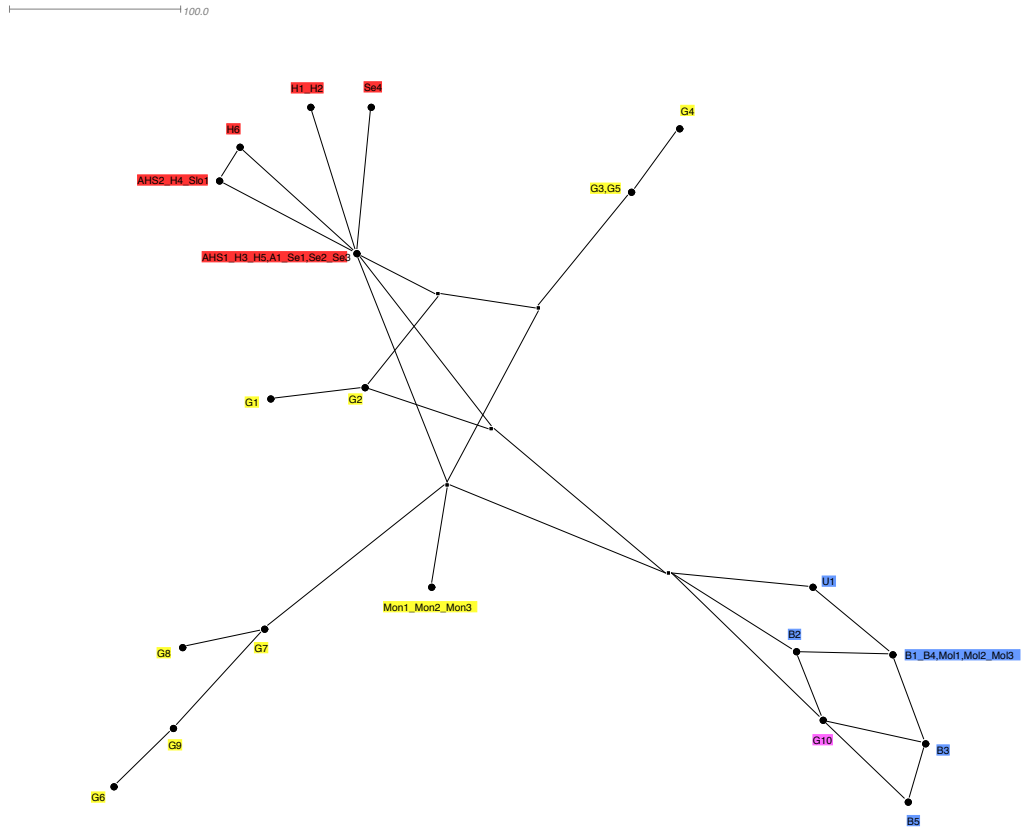 100.0
H1_H2
Se4
G4
H6
AHS2_H4_Slo1
G3,G5
AHS1_H3_H5,A1_Se1,Se2_Se3
G1
G2
U1
Mon1_Mon2_Mon3
B2
G8
G7
B1_B4,Mol1,Mol2_Mol3
G9
G10
B3
G6
B5